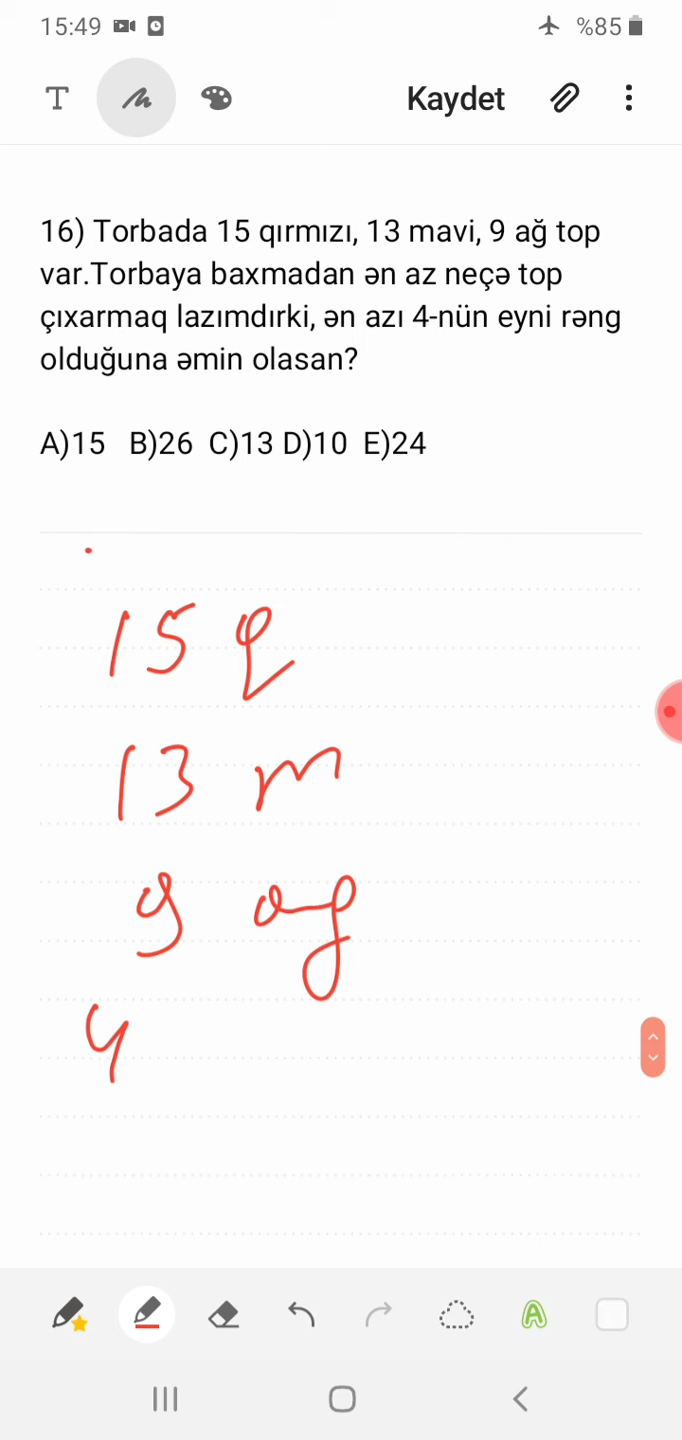 15:49 %85
T Kaydet
16) Torbada 15 qırmızı, 13 mavi, 9 ağ top
var.Torbaya baxmadan ən az neçə top
çıxarmaq lazımdırki, ən azı 4-nün eyni rəng
olduğuna əmin olasan?
A)15 B)26 C)13 D)10 E)24
15 q
13 m
9 ağ
4
A